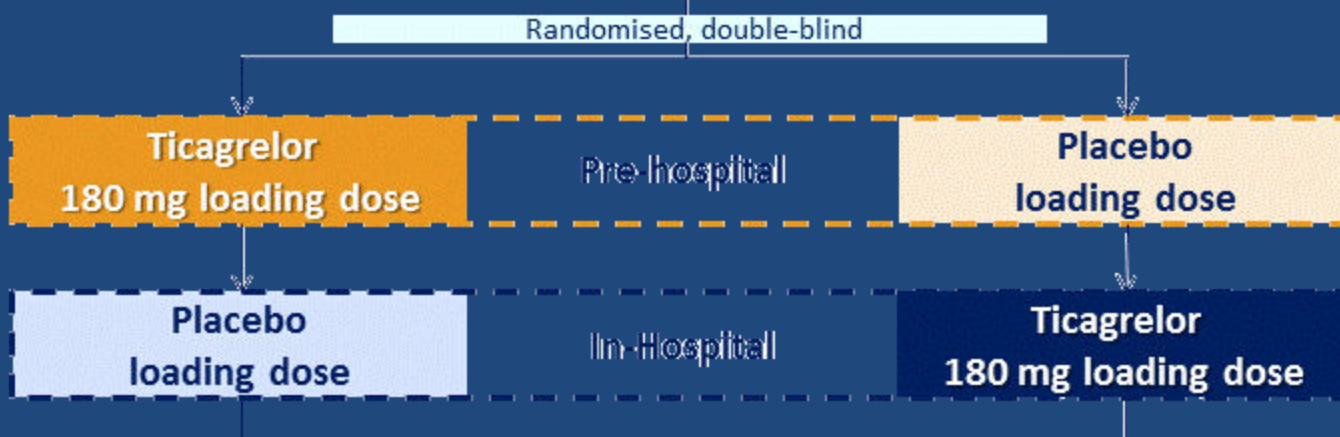 Randomised, double-blind
Ticagrelor
180 mg loading dose
Pre-hospital
Placebo
loading dose
Placebo
loading dose
In-Hospital
Ticagrelor
180 mg loading dose